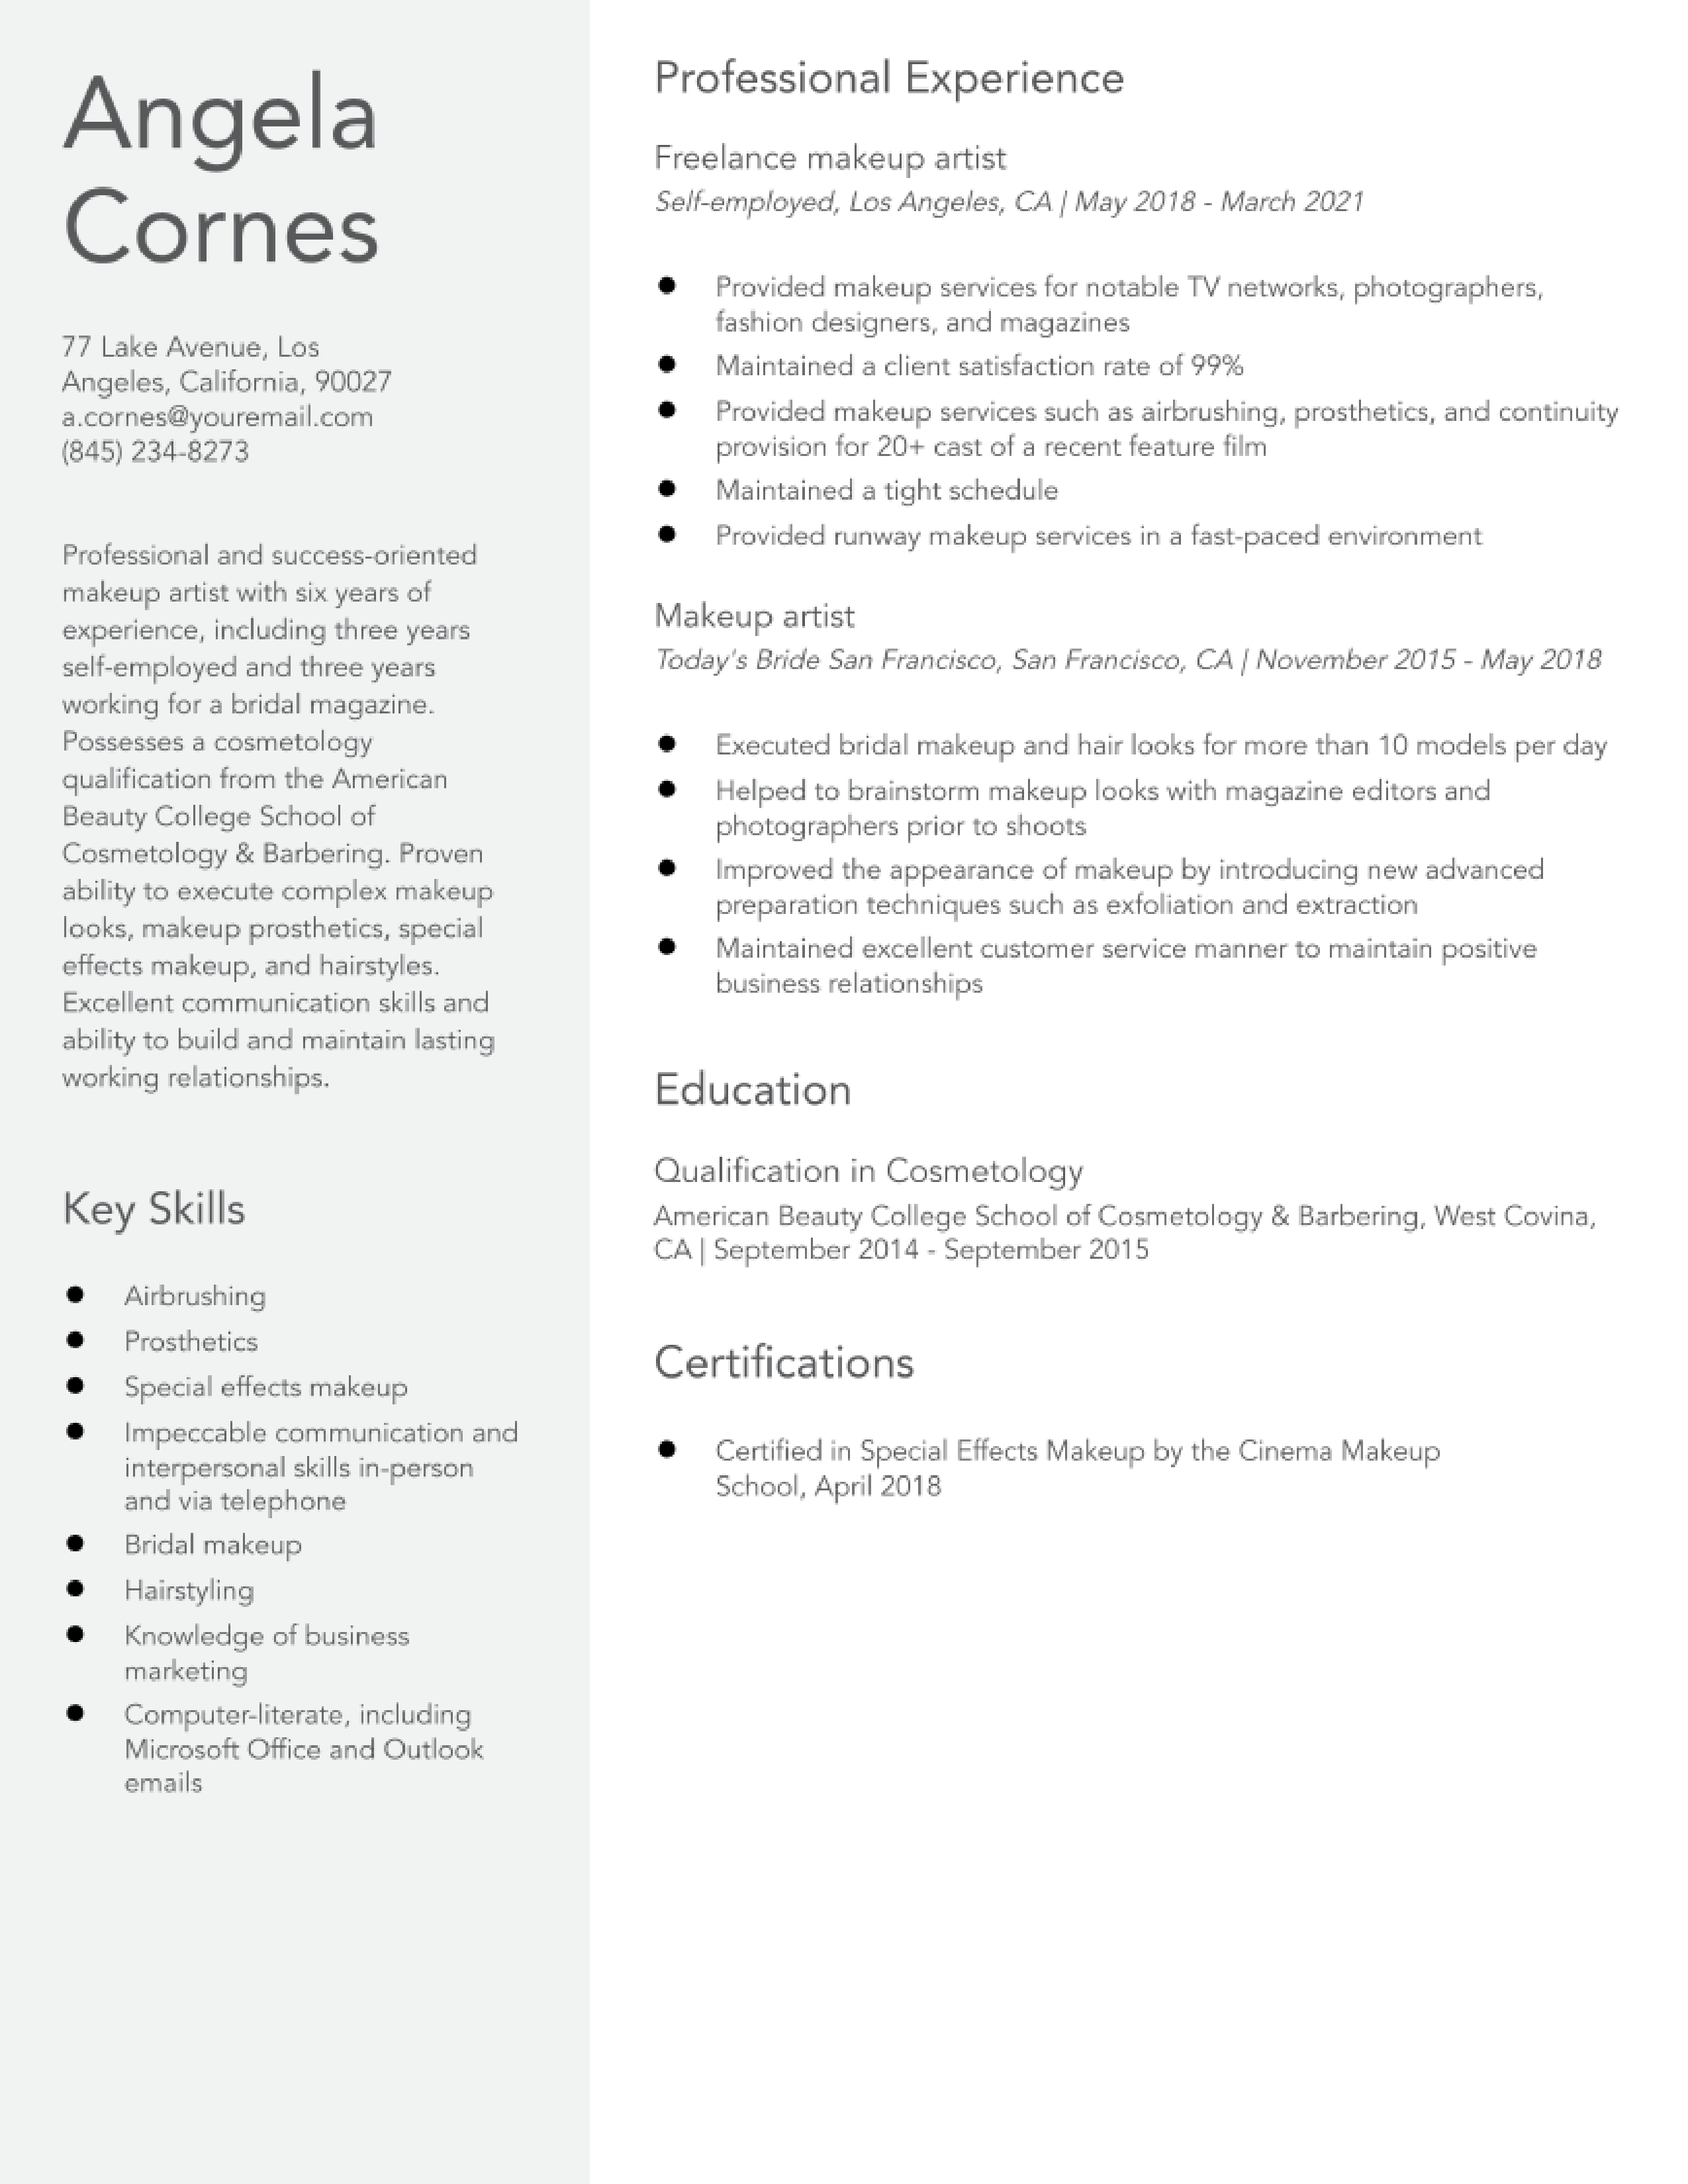 Angela
Cornes
77 Lake Avenue, Los
Angeles, California, 90027
a.cornes@youremail.com
(845) 234-8273
Professional and success-oriented
makeup artist with six years of
experience, including three years
self-employed and three years
working for a bridal magazine.
Possesses a cosmetology
qualification from the American
Beauty College School of
Cosmetology & Barbering. Proven
ability to execute complex makeup
looks, makeup prosthetics, special
effects makeup, and hairstyles.
Excellent communication skills and
ability to build and maintain lasting
working relationships.
Key Skills
● Airbrushing
● Prosthetics
● Special effects makeup
● Impeccable communication and
interpersonal skills in-person
and via telephone
● Bridal makeup
● Hairstyling
● Knowledge of business
marketing
● Computer-literate, including
Microsoft Office and Outlook
emails
Professional Experience
Freelance makeup artist
Self-employed, Los Angeles, CA | May 2018 - March 2021
● Provided makeup services for notable TV networks, photographers,
fashion designers, and magazines
● Maintained a client satisfaction rate of 99%
● Provided makeup services such as airbrushing, prosthetics, and continuity
provision for 20+ cast of a recent feature film
● Maintained a tight schedule
● Provided runway makeup services in a fast-paced environment
Makeup artist
Today's Bride San Francisco, San Francisco, CA | November 2015 - May 2018
● Executed bridal makeup and hair looks for more than 10 models per day
● Helped to brainstorm makeup looks with magazine editors and
photographers prior to shoots
● Improved the appearance of makeup by introducing new advanced
preparation techniques such as exfoliation and extraction
● Maintained excellent customer service manner to maintain positive
business relationships
Education
Qualification in Cosmetology
American Beauty College School of Cosmetology & Barbering, West Covina,
CA | September 2014 - September 2015
Certifications
● Certified in Special Effects Makeup by the Cinema Makeup
School, April 2018